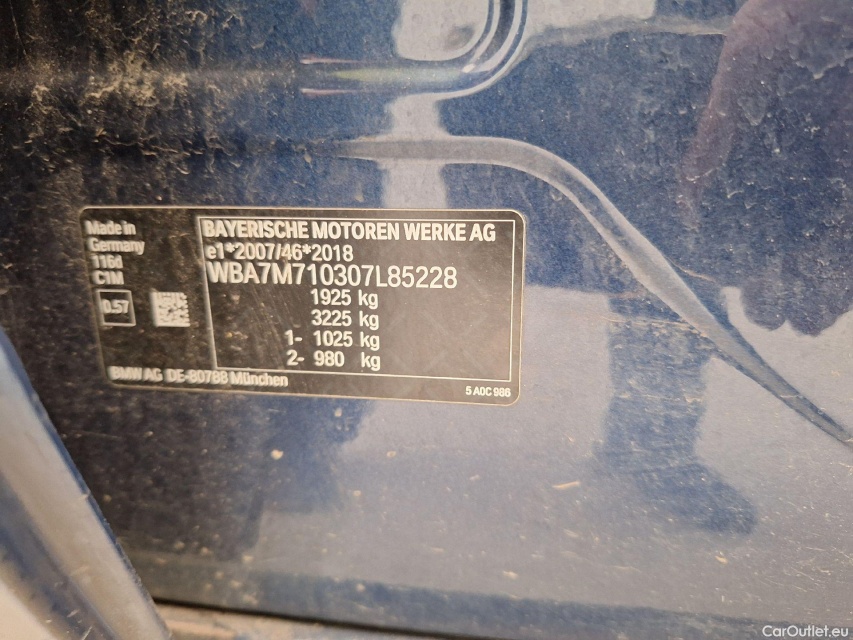 Made in
Germany
116d
C1M
0.57
BAYERISCHE MOTOREN WERKE AG
e1*2007/46*2018
WBA7M710307L85228
1925 kg
3225 kg
1- 1025 kg
2- 980 kg
BMW AG DE-80788 München
5 A0C 986
CarOutlet.eu